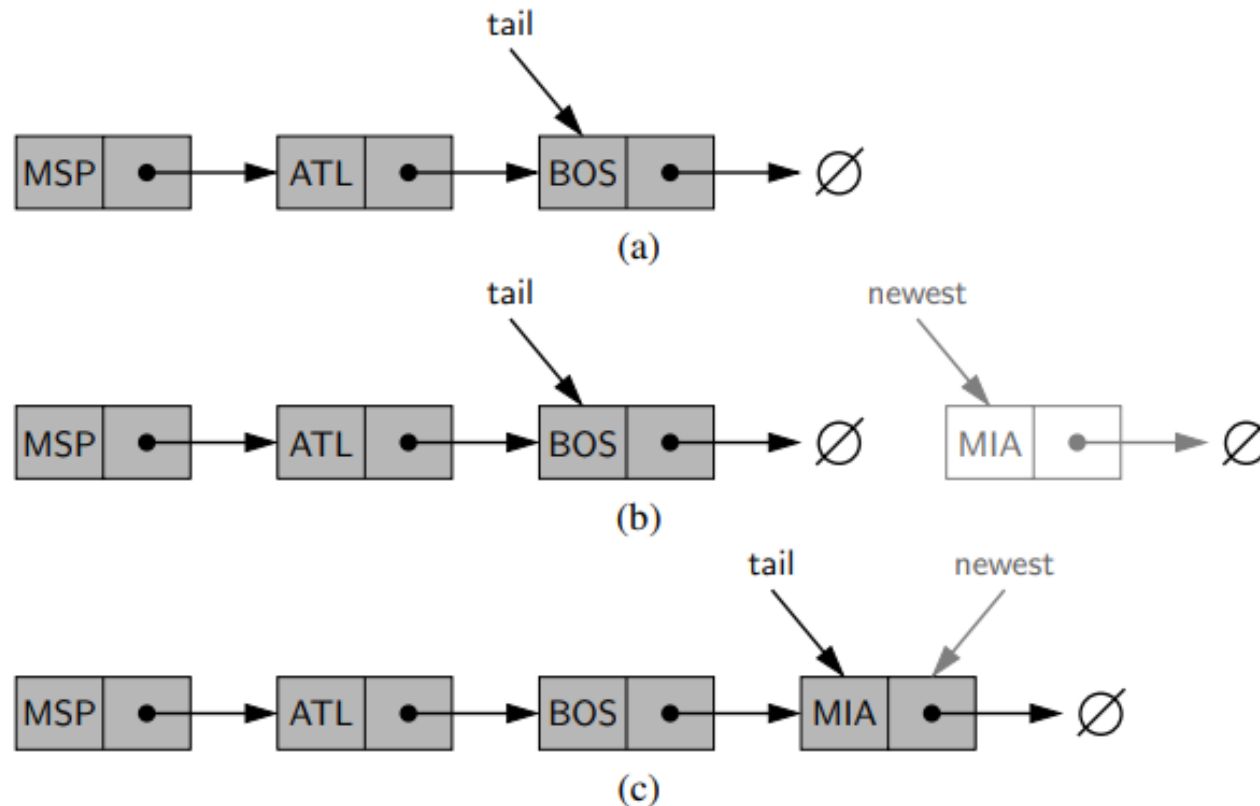 tail
MSP ATL BOS ∅
(a)
tail newest
MSP ATL BOS ∅ MIA ∅
(b)
tail newest
MSP ATL BOS MIA ∅
(c)